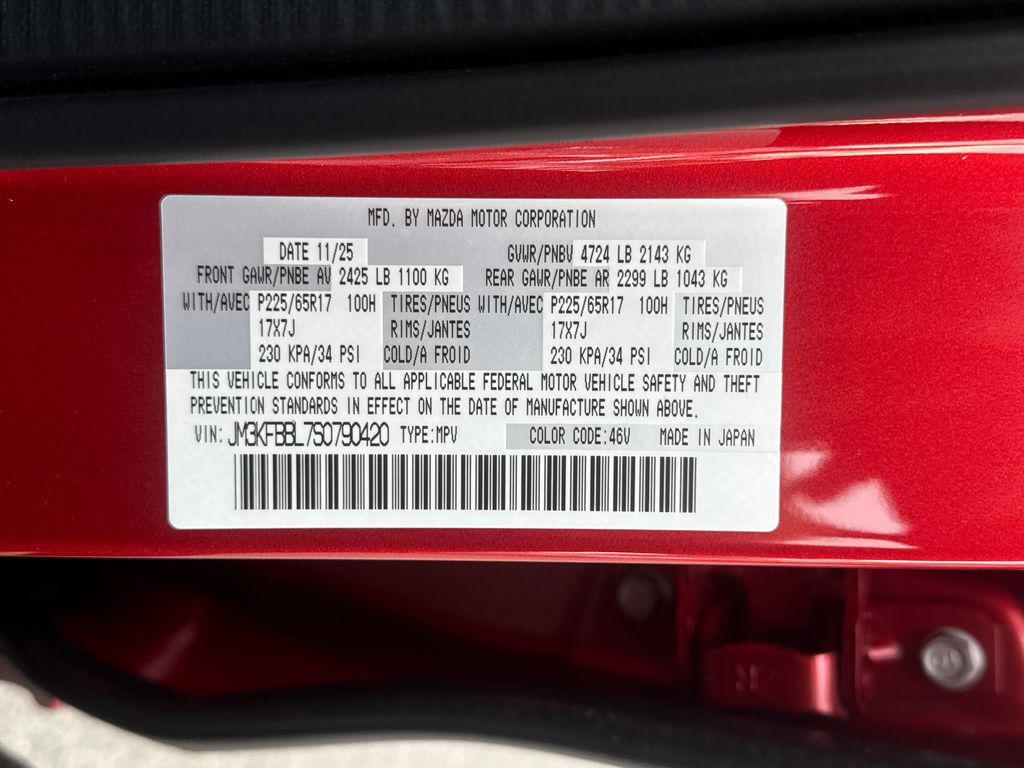 MFD. BY MAZDA MOTOR CORPORATION
DATE 11/25 GVWR/PNBV 4724 LB 2143 KG
FRONT GAWR/PNBE AV 2425 LB 1100 KG REAR GAWR/PNBE AR 2299 LB 1043 KG
WITH/AVEC P225/65R17 100H TIRES/PNEUS WITH/AVEC P225/65R17 100H TIRES/PNEUS
17X7J RIMS/JANTES 17X7J RIMS/JANTES
230 KPA/34 PSI COLD/A FROID 230 KPA/34 PSI COLD/A FROID
THIS VEHICLE CONFORMS TO ALL APPLICABLE FEDERAL MOTOR VEHICLE SAFETY AND THEFT
PREVENTION STANDARDS IN EFFECT ON THE DATE OF MANUFACTURE SHOWN ABOVE.
VIN: JM3KFBBL7S0790420 TYPE:MPV COLOR CODE:46V MADE IN JAPAN